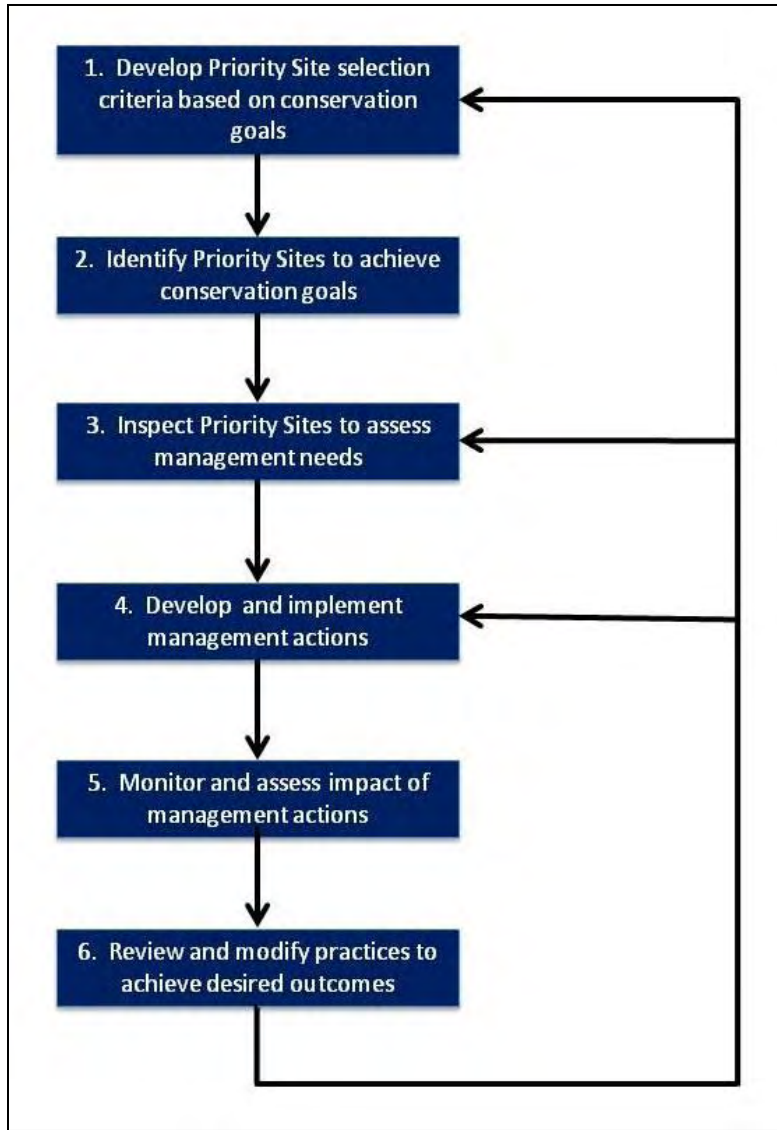 1. Develop Priority Site selection
criteria based on conservation
goals
2. Identify Priority Sites to achieve
conservation goals
3. Inspect Priority Sites to assess
management needs
4. Develop and implement
management actions
5. Monitor and assess impact of
management actions
6. Review and modify practices to
achieve desired outcomes